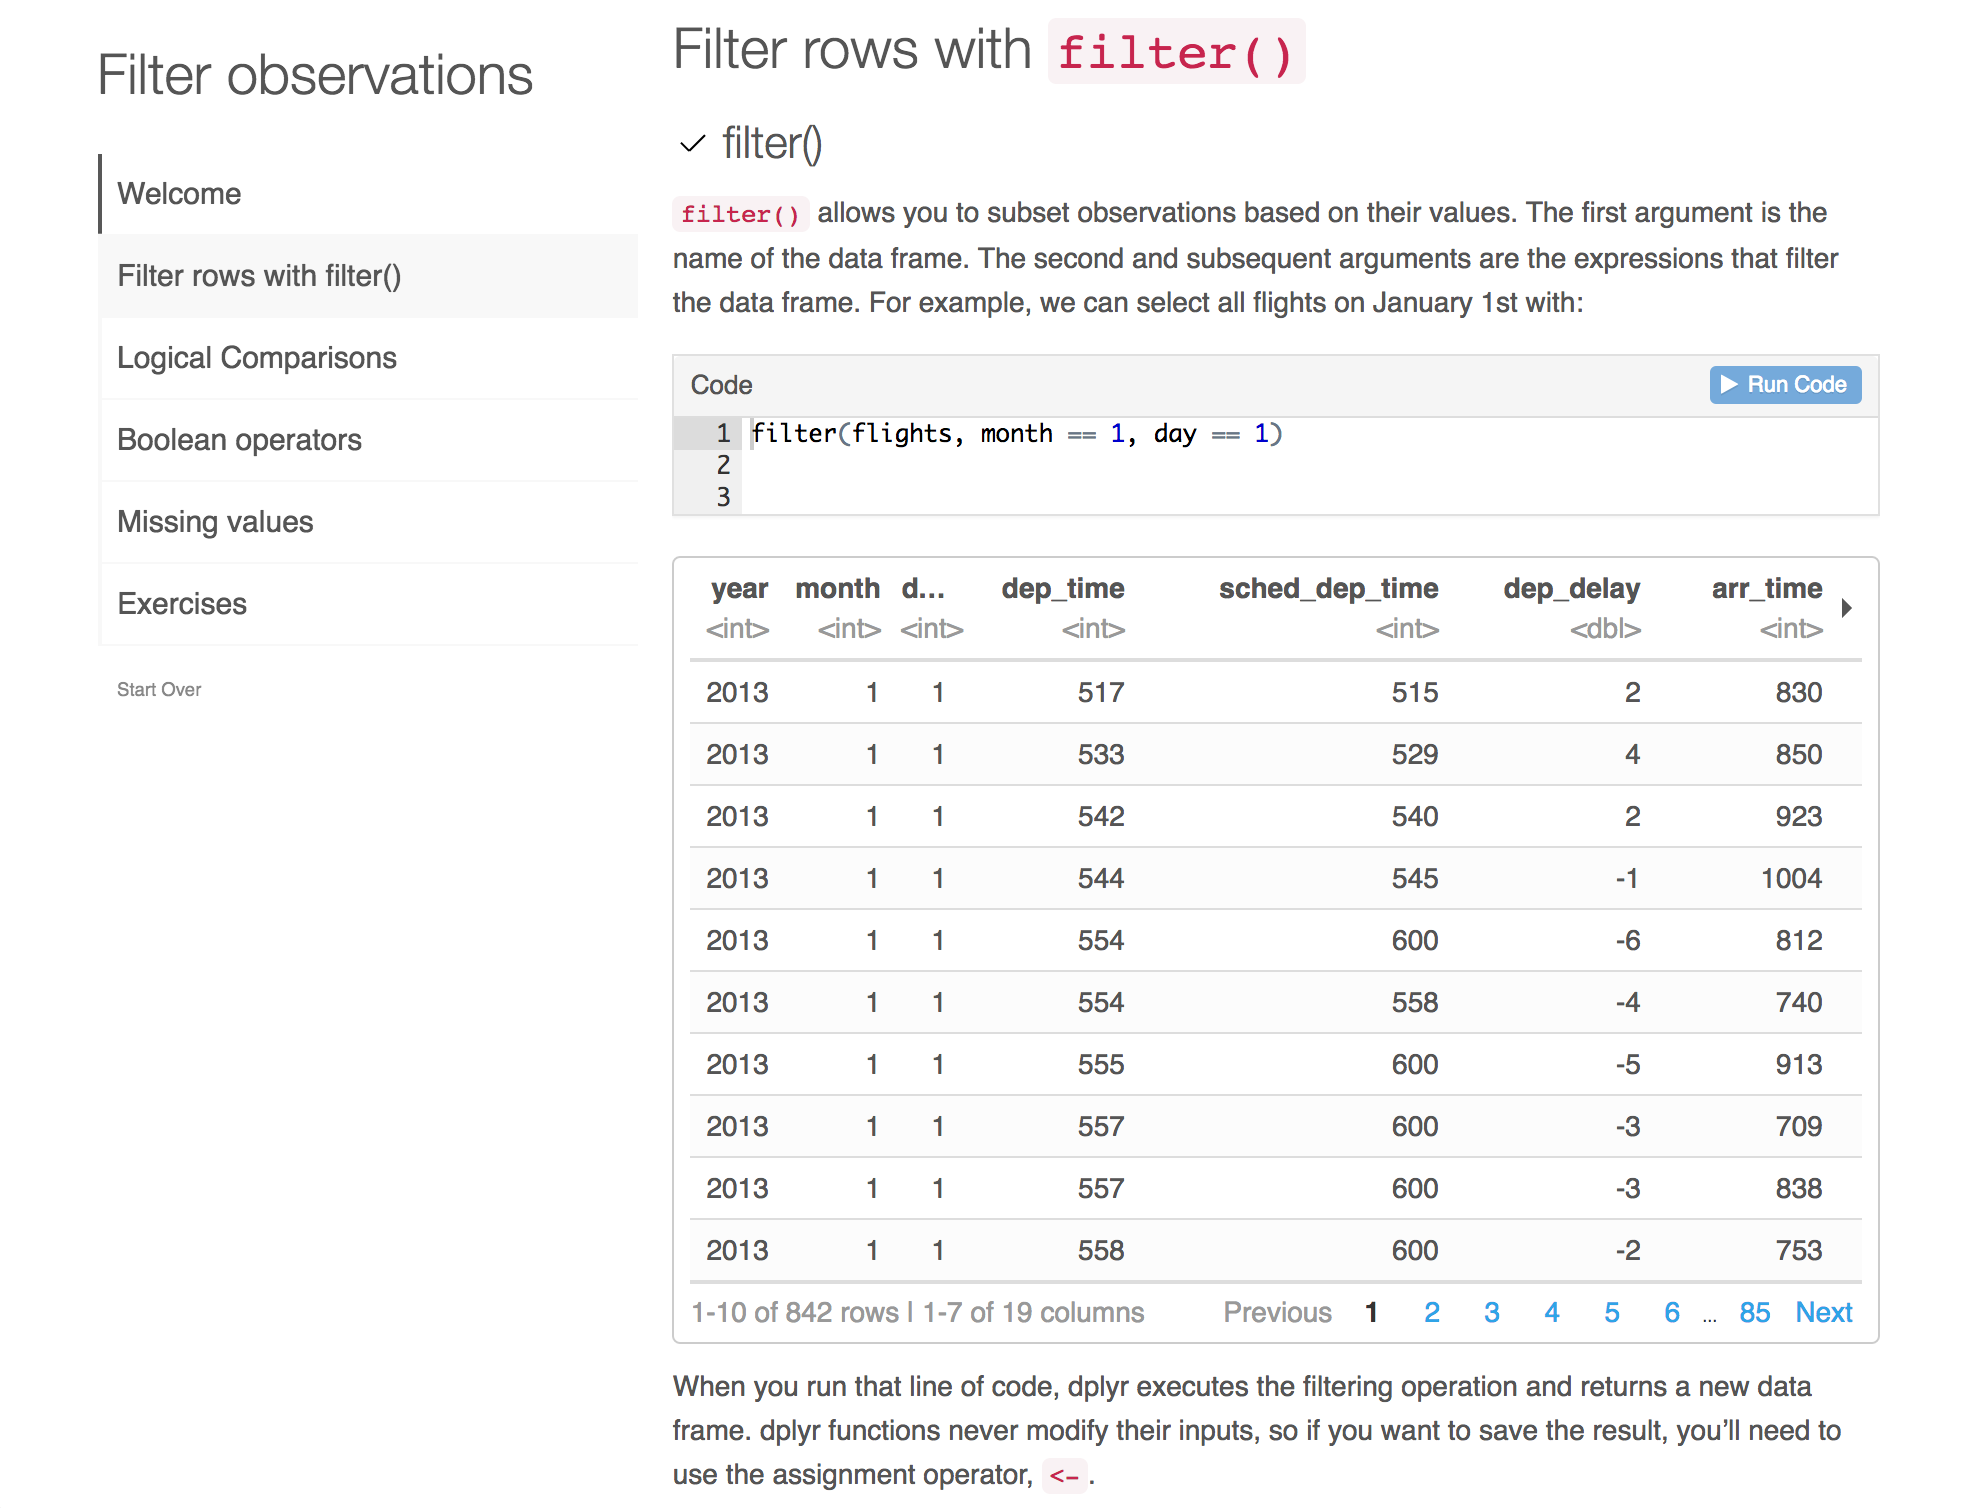 Filter observations
Welcome
Filter rows with filter()
Logical Comparisons
Boolean operators
Missing values
Exercises
Start Over
Filter rows with filter()
filter()
filter() allows you to subset observations based on their values. The first argument is the
name of the data frame. The second and subsequent arguments are the expressions that filter
the data frame. For example, we can select all flights on January 1st with:
Code Run Code
1 filter(flights, month == 1, day == 1)
2
3
year month d... dep_time sched_dep_time dep_delay arr_time
<int> <int> <int> <int> <int> <dbl> <int>
2013 1 1 517 515 2 830
2013 1 1 533 529 4 850
2013 1 1 542 540 2 923
2013 1 1 544 545 -1 1004
2013 1 1 554 600 -6 812
2013 1 1 554 558 -4 740
2013 1 1 555 600 -5 913
2013 1 1 557 600 -3 709
2013 1 1 557 600 -3 838
2013 1 1 558 600 -2 753
1-10 of 842 rows | 1-7 of 19 columns Previous 1 2 3 4 5 6 ... 85 Next
When you run that line of code, dplyr executes the filtering operation and returns a new data
frame. dplyr functions never modify their inputs, so if you want to save the result, you’ll need to
use the assignment operator, <-.